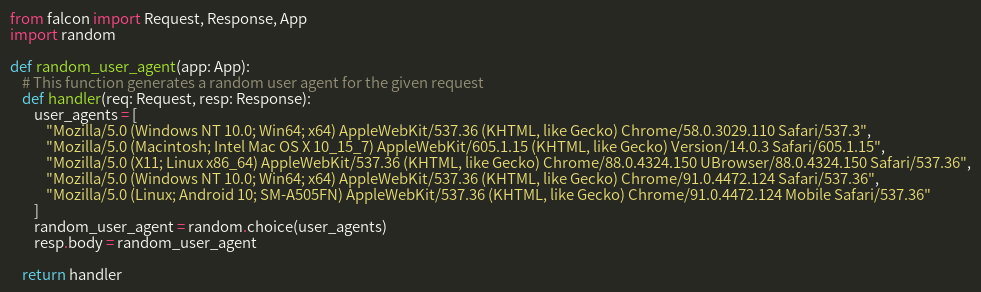 from falcon import Request, Response, App
import random
def random_user_agent(app: App):
# This function generates a random user agent for the given request
def handler(req: Request, resp: Response):
user_agents = [
"Mozilla/5.0 (Windows NT 10.0; Win64; x64) AppleWebKit/537.36 (KHTML, like Gecko) Chrome/58.0.3029.110 Safari/537.3",
"Mozilla/5.0 (Macintosh; Intel Mac OS X 10_15_7) AppleWebKit/605.1.15 (KHTML, like Gecko) Version/14.0.3 Safari/605.1.15",
"Mozilla/5.0 (X11; Linux x86_64) AppleWebKit/537.36 (KHTML, like Gecko) Chrome/88.0.4324.150 UBrowser/88.0.4324.150 Safari/537.36",
"Mozilla/5.0 (Windows NT 10.0; Win64; x64) AppleWebKit/537.36 (KHTML, like Gecko) Chrome/91.0.4472.124 Safari/537.36",
"Mozilla/5.0 (Linux; Android 10; SM-A505FN) AppleWebKit/537.36 (KHTML, like Gecko) Chrome/91.0.4472.124 Mobile Safari/537.36"
]
random_user_agent = random.choice(user_agents)
resp.body = random_user_agent
return handler